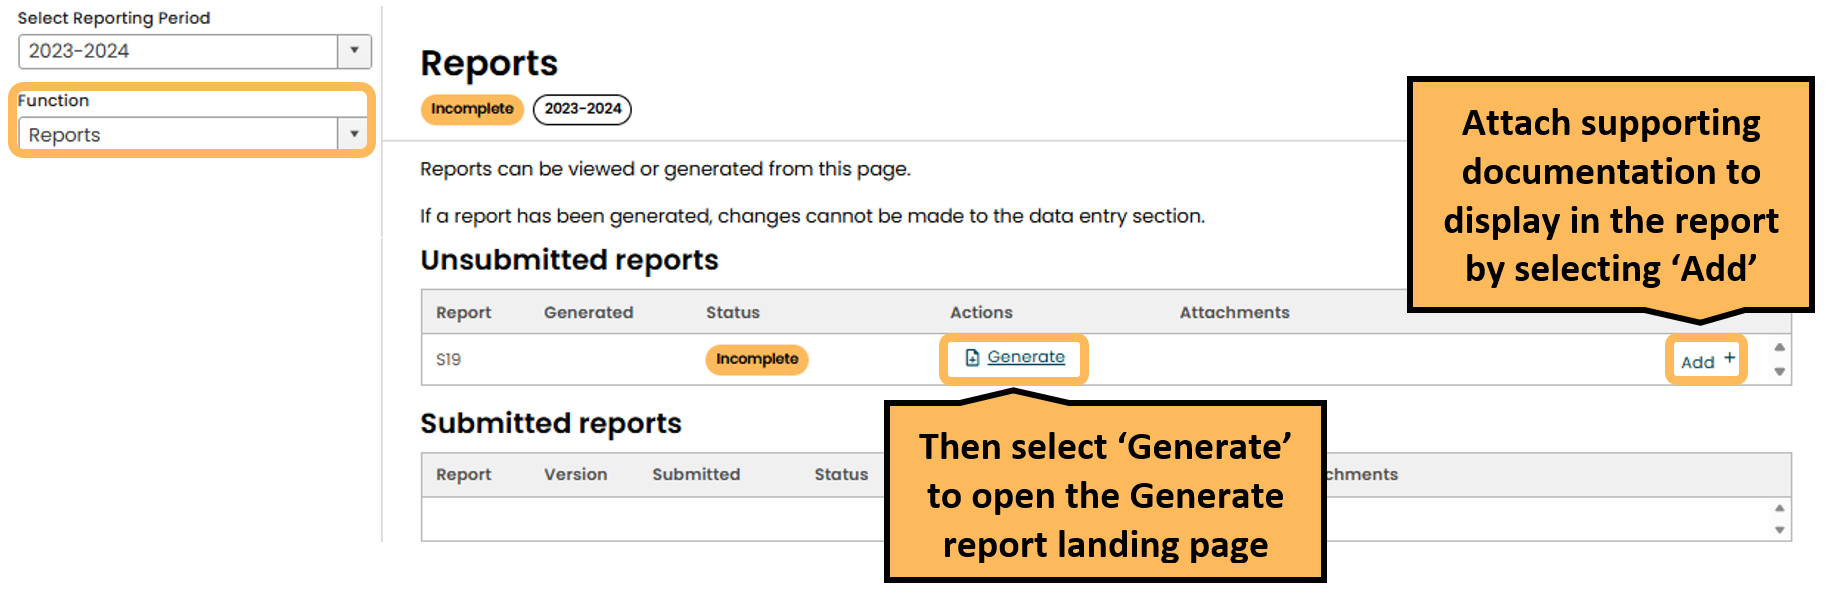 Select Reporting Period
2023-2024
Function
Reports
Reports
Incomplete 2023-2024
Reports can be viewed or generated from this page.
If a report has been generated, changes cannot be made to the data entry section.
Unsubmitted reports
Report Generated Status Actions Attachments
S19 Incomplete Generate Add +
Submitted reports
Report Version Submitted Status chments
Attach supporting
documentation to
display in the report
by selecting ‘Add’
Then select ‘Generate’
to open the Generate
report landing page